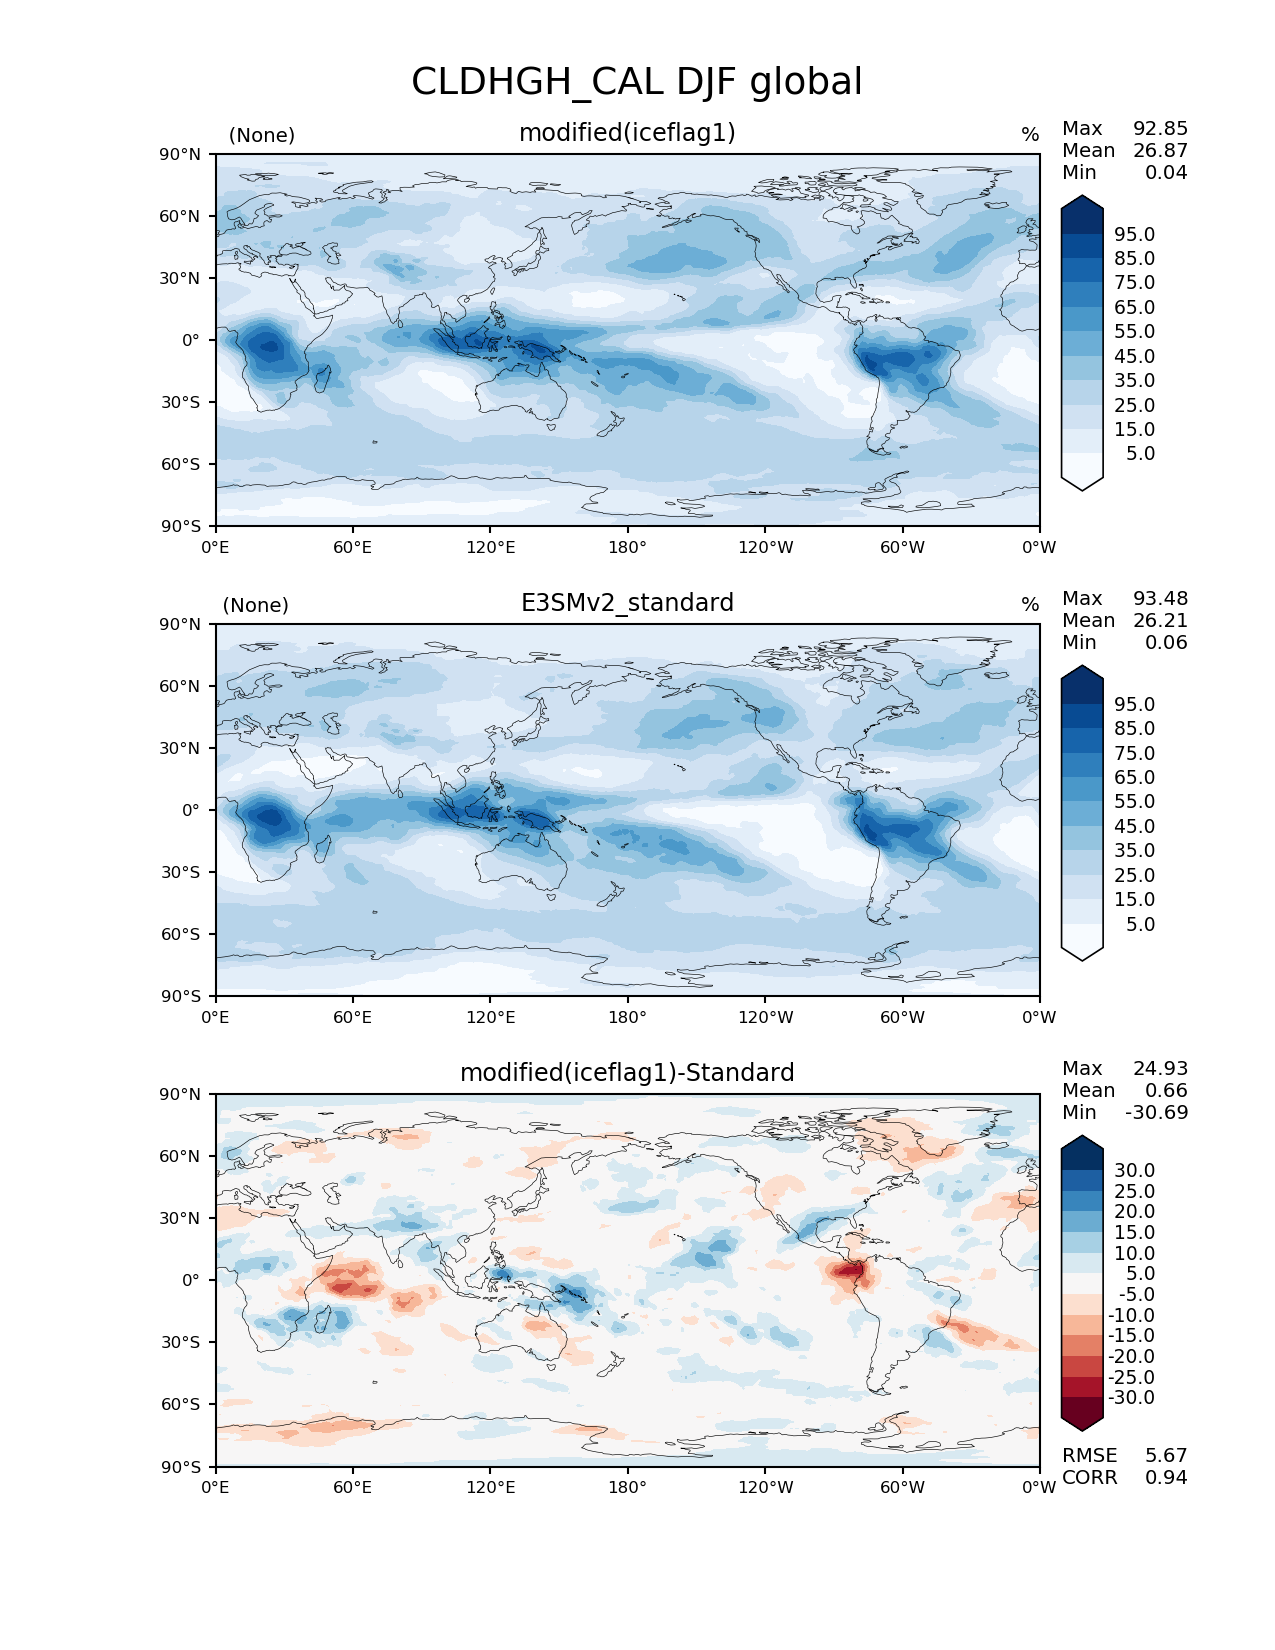 CLDHGH_CAL DJF global
(None) modified(iceflag1) %
Max 92.85
Mean 26.87
Min 0.04
90°N
60°N
30°N
0°
30°S
60°S
90°S
0°E 60°E 120°E 180° 120°W 60°W 0°W
95.0
85.0
75.0
65.0
55.0
45.0
35.0
25.0
15.0
5.0
(None) E3SMv2_standard %
Max 93.48
Mean 26.21
Min 0.06
90°N
60°N
30°N
0°
30°S
60°S
90°S
0°E 60°E 120°E 180° 120°W 60°W 0°W
95.0
85.0
75.0
65.0
55.0
45.0
35.0
25.0
15.0
5.0
modified(iceflag1)-Standard
Max 24.93
Mean 0.66
Min -30.69
90°N
60°N
30°N
0°
30°S
60°S
90°S
0°E 60°E 120°E 180° 120°W 60°W 0°W
30.0
25.0
20.0
15.0
10.0
5.0
-5.0
-10.0
-15.0
-20.0
-25.0
-30.0
RMSE 5.67
CORR 0.94